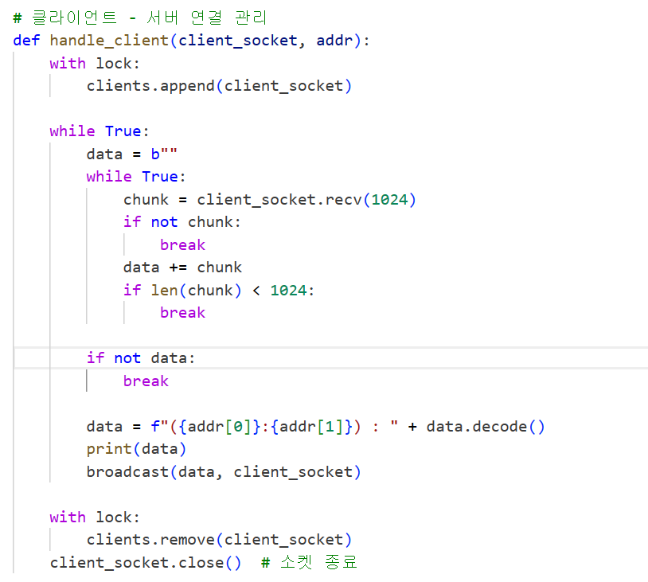 # 클라이언트 - 서버 연결 관리
def handle_client(client_socket, addr):
    with lock:
        clients.append(client_socket)

    while True:
        data = b""
        while True:
            chunk = client_socket.recv(1024)
            if not chunk:
                break
            data += chunk
            if len(chunk) < 1024:
                break

        if not data:
            break

        data = f"({addr[0]}:{addr[1]}) : " + data.decode()
        print(data)
        broadcast(data, client_socket)

    with lock:
        clients.remove(client_socket)
    client_socket.close()  # 소켓 종료